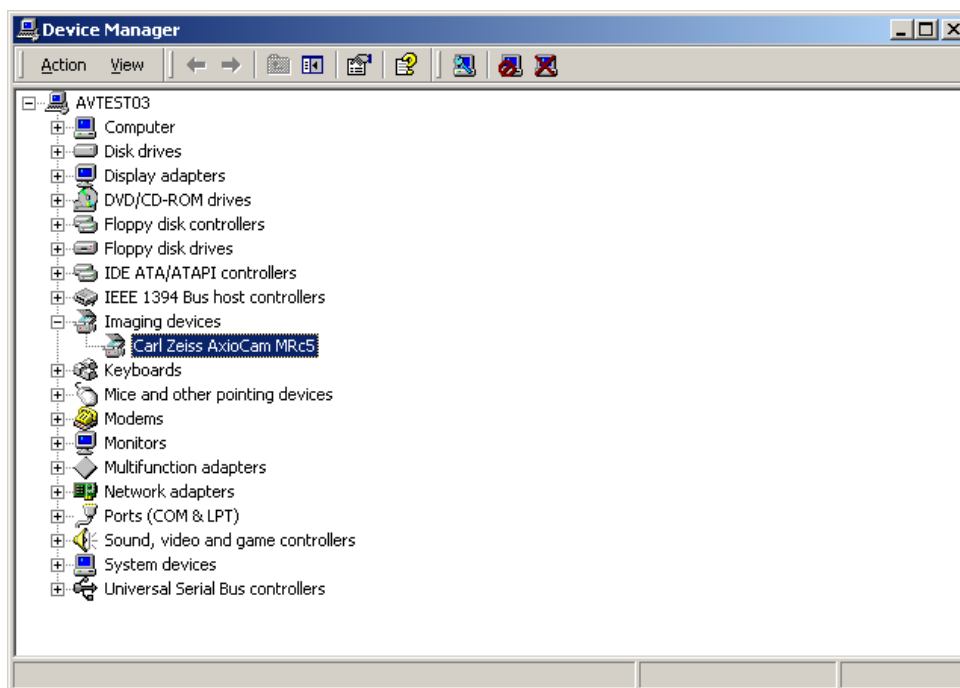 Device Manager
Action View
AVTEST03
Computer
Disk drives
Display adapters
DVD/CD-ROM drives
Floppy disk controllers
Floppy disk drives
IDE ATA/ATAPI controllers
IEEE 1394 Bus host controllers
Imaging devices
Carl Zeiss AxioCam MRc5
Keyboards
Mice and other pointing devices
Modems
Monitors
Multifunction adapters
Network adapters
Ports (COM & LPT)
Sound, video and game controllers
System devices
Universal Serial Bus controllers